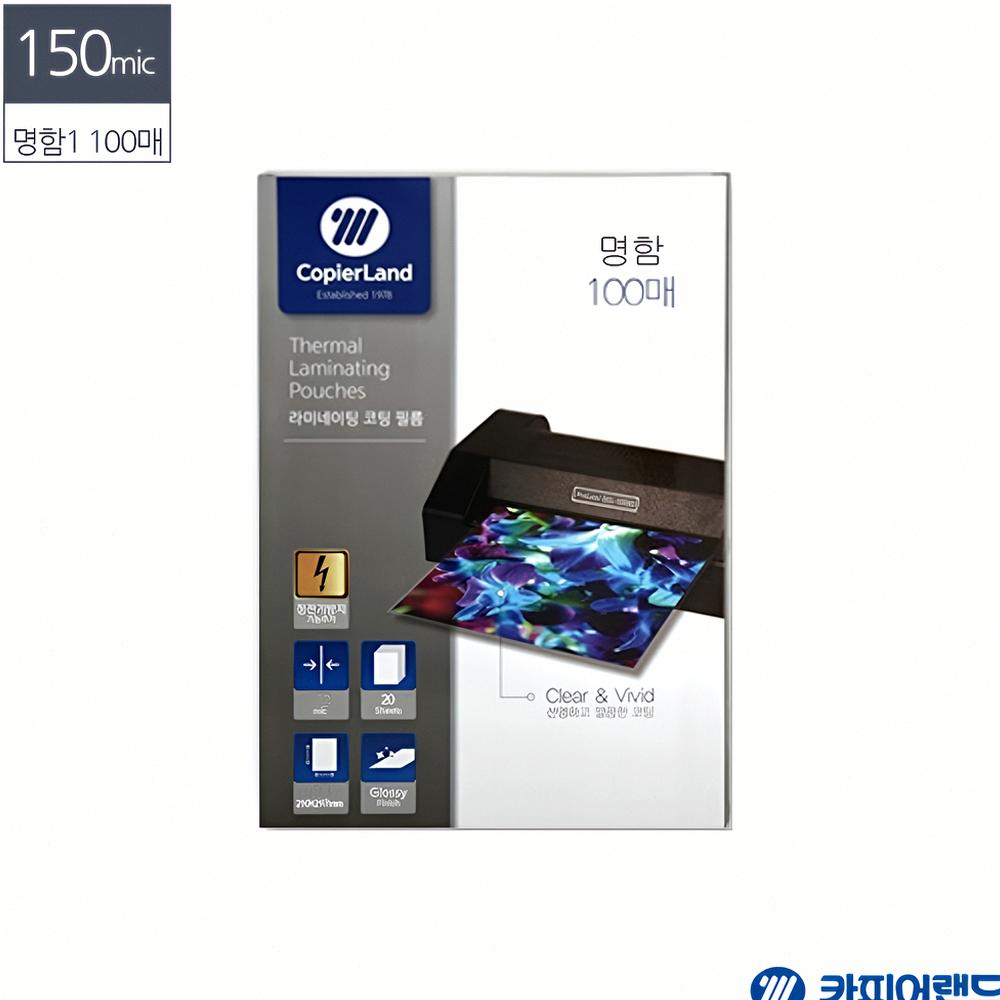 150mic
명함1 100매
CopierLand
Established 1978
명함
100매
Thermal
Laminating
Pouches
라미네이팅 코팅 필름
Clear & Vivid
20
Sheets
Glossy
카피어랜드